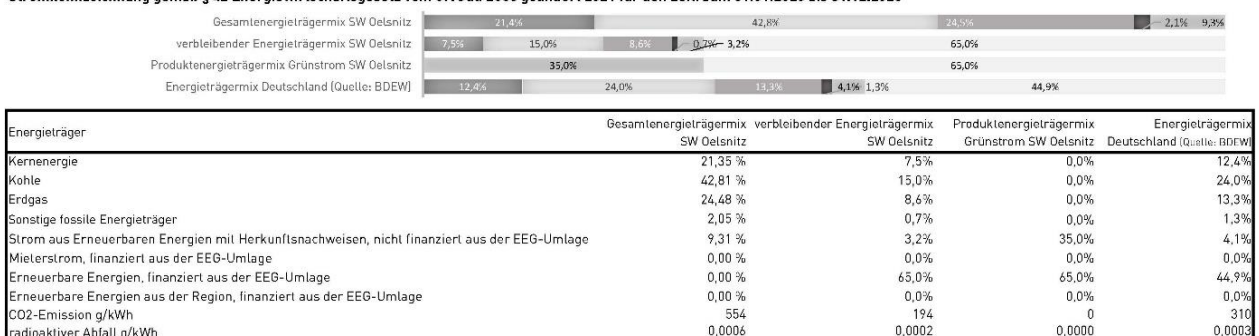 Gesamtenergieträgermix SW Oelsnitz 21,4% 42,8% 24,5% 2,1% 9,3%
verbleibender Energieträgermix SW Oelsnitz 7,5% 15,0% 8,6% 0,7% 3,2% 65,0%
Produktenergieträgermix Grünstrom SW Oelsnitz 35,0% 65,0%
Energieträgermix Deutschland (Quelle: BDEW) 12,4% 24,0% 13,3% 4,1% 1,3% 44,9%
Energieträger Gesamtenergieträgermix SW Oelsnitz verbleibender Energieträgermix SW Oelsnitz Produktenergieträgermix Grünstrom SW Oelsnitz Energieträgermix Deutschland (Quelle: BDEW)
Kernenergie 21,35 % 7,5% 0,0% 12,4%
Kohle 42,81 % 15,0% 0,0% 24,0%
Erdgas 24,48 % 8,6% 0,0% 13,3%
Sonstige fossile Energieträger 2,05 % 0,7% 0,0% 1,3%
Strom aus Erneuerbaren Energien mit Herkunftsnachweisen, nicht finanziert aus der EEG-Umlage 9,31 % 3,2% 35,0% 4,1%
Mieterstrom, finanziert aus der EEG-Umlage 0,00 % 0,0% 0,0% 0,0%
Erneuerbare Energien, finanziert aus der EEG-Umlage 0,00 % 65,0% 65,0% 44,9%
Erneuerbare Energien aus der Region, finanziert aus der EEG-Umlage 0,00 % 0,0% 0,0% 0,0%
CO2-Emission g/kWh 554 194 0 310
radioaktiver Abfall g/kWh 0,0006 0,0002 0,0000 0,0003